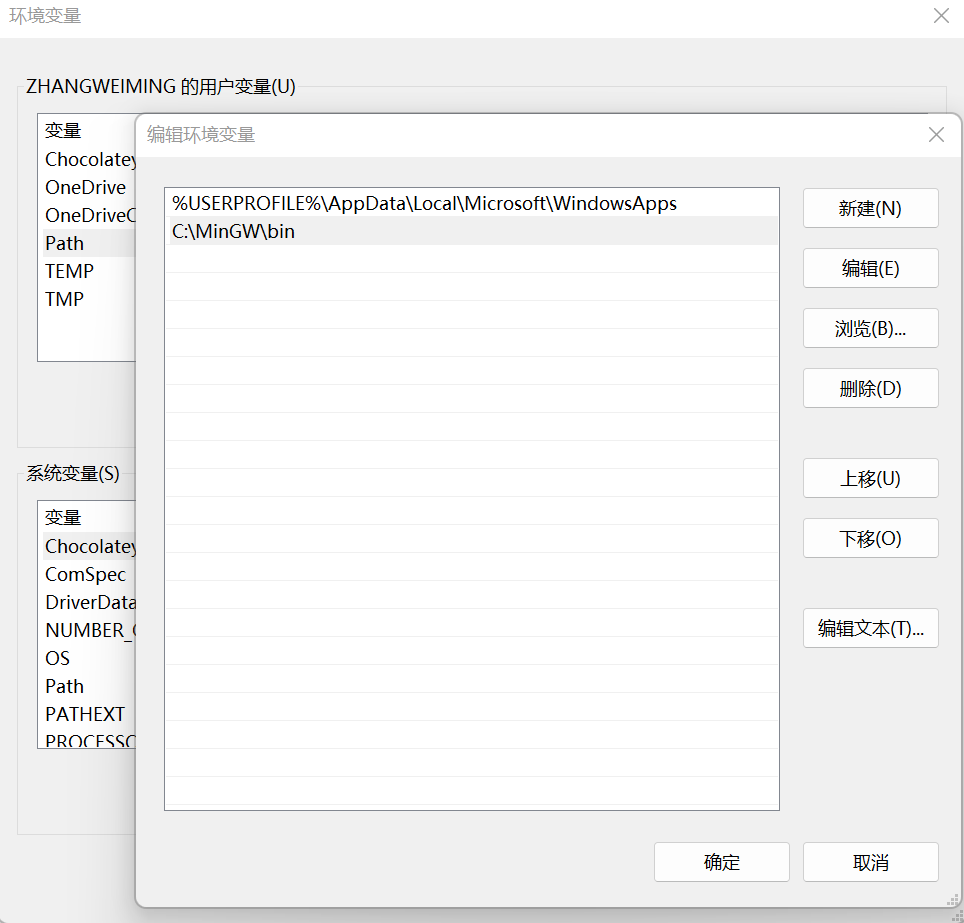 环境变量
ZHANGWEIMING 的用户变量(U)
变量
Chocolatey
OneDrive
OneDriveC
Path
TEMP
TMP
系统变量(S)
变量
Chocolatey
ComSpec
DriverData
NUMBER_
OS
Path
PATHEXT
PROCESSO
编辑环境变量
%USERPROFILE%\AppData\Local\Microsoft\WindowsApps
C:\MinGW\bin
新建(N)
编辑(E)
浏览(B)...
删除(D)
上移(U)
下移(O)
编辑文本(T)...
确定
取消